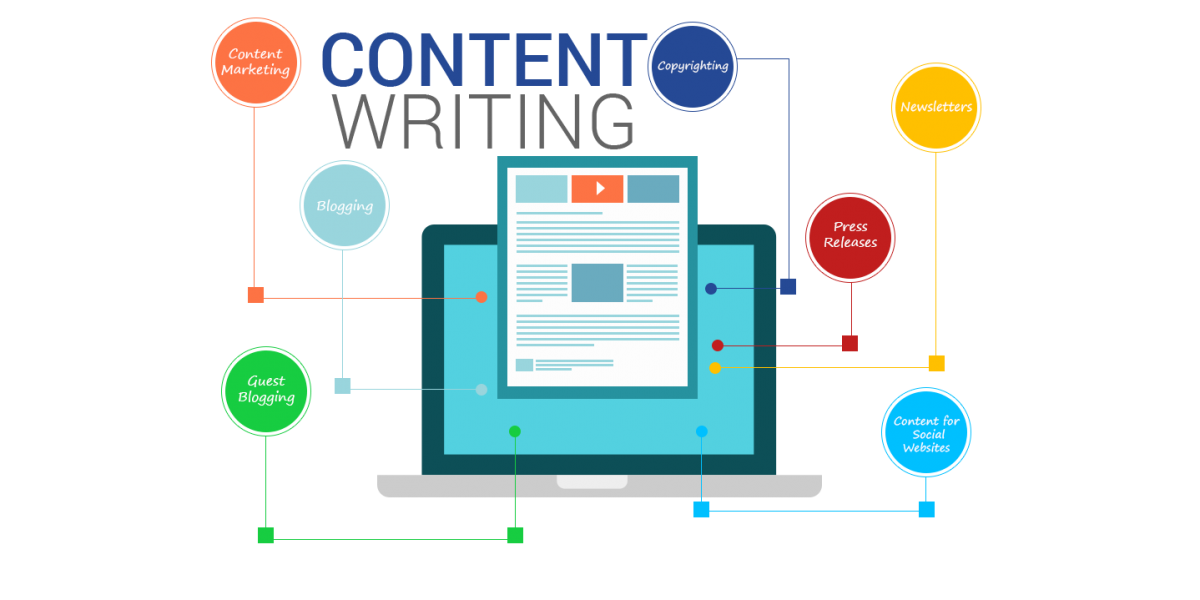 CONTENT
WRITING
Content
Marketing
Copyrighting
Newsletters
Blogging
Press
Releases
Guest
Blogging
Content for
Social
Websites